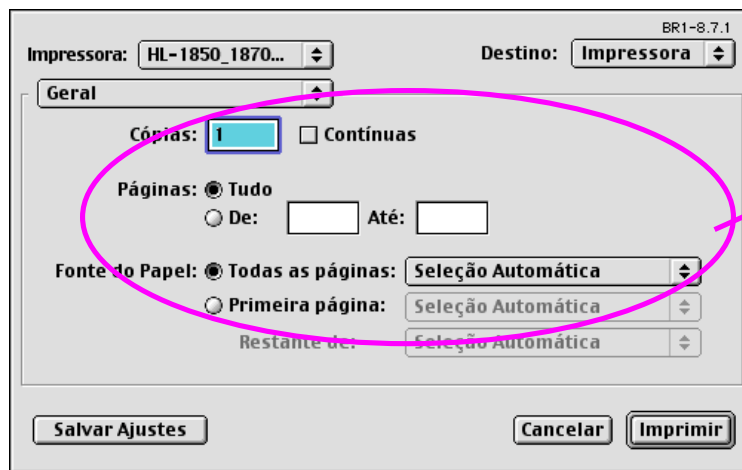 BR1-8.7.1
Impressora: HL-1850_1870... Destino: Impressora
Geral
Cópias: 1 Contínuas
Páginas: Tudo
De: Até:
Fonte do Papel: Todas as páginas: Seleção Automática
Primeira página: Seleção Automática
Restante de: Seleção Automática
Salvar Ajustes Cancelar Imprimir